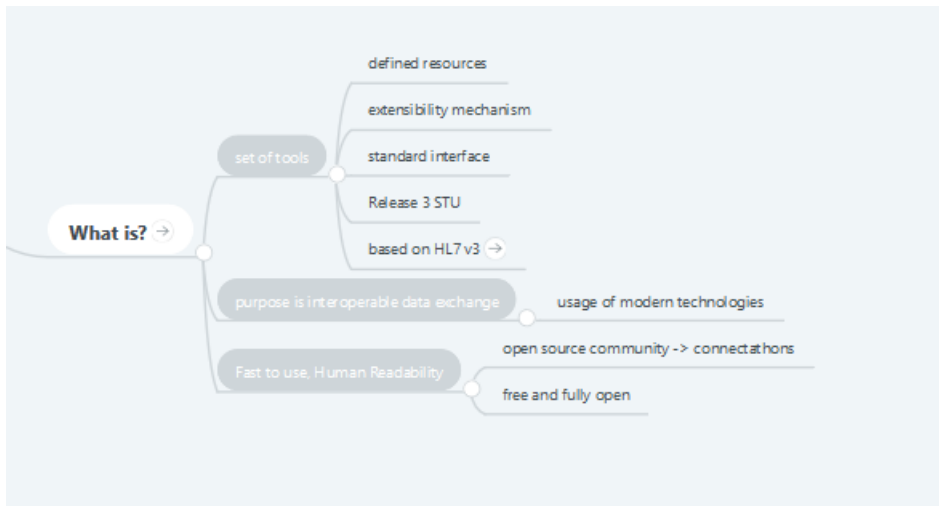 defined resources
extensibility mechanism
set of tools
standard interface
Release 3 STU
What is?
based on HL7 v3
purpose is interoperable data exchange
usage of modern technologies
open source community -> connectathons
Fast to use, Human Readability
free and fully open